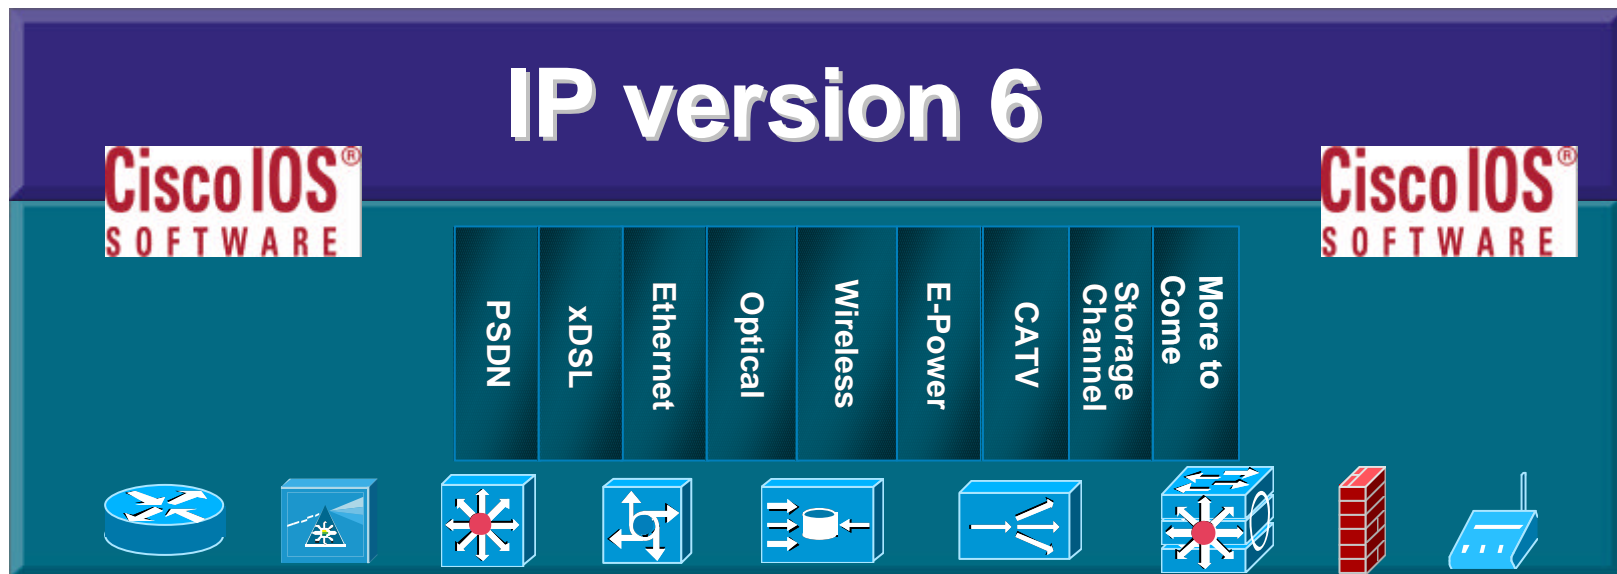 IP version 6
Cisco IOS®
SOFTWARE
Cisco IOS®
SOFTWARE
PSDN
xDSL
Ethernet
Optical
Wireless
E-Power
CATV
Storage
Channel
More to
Come